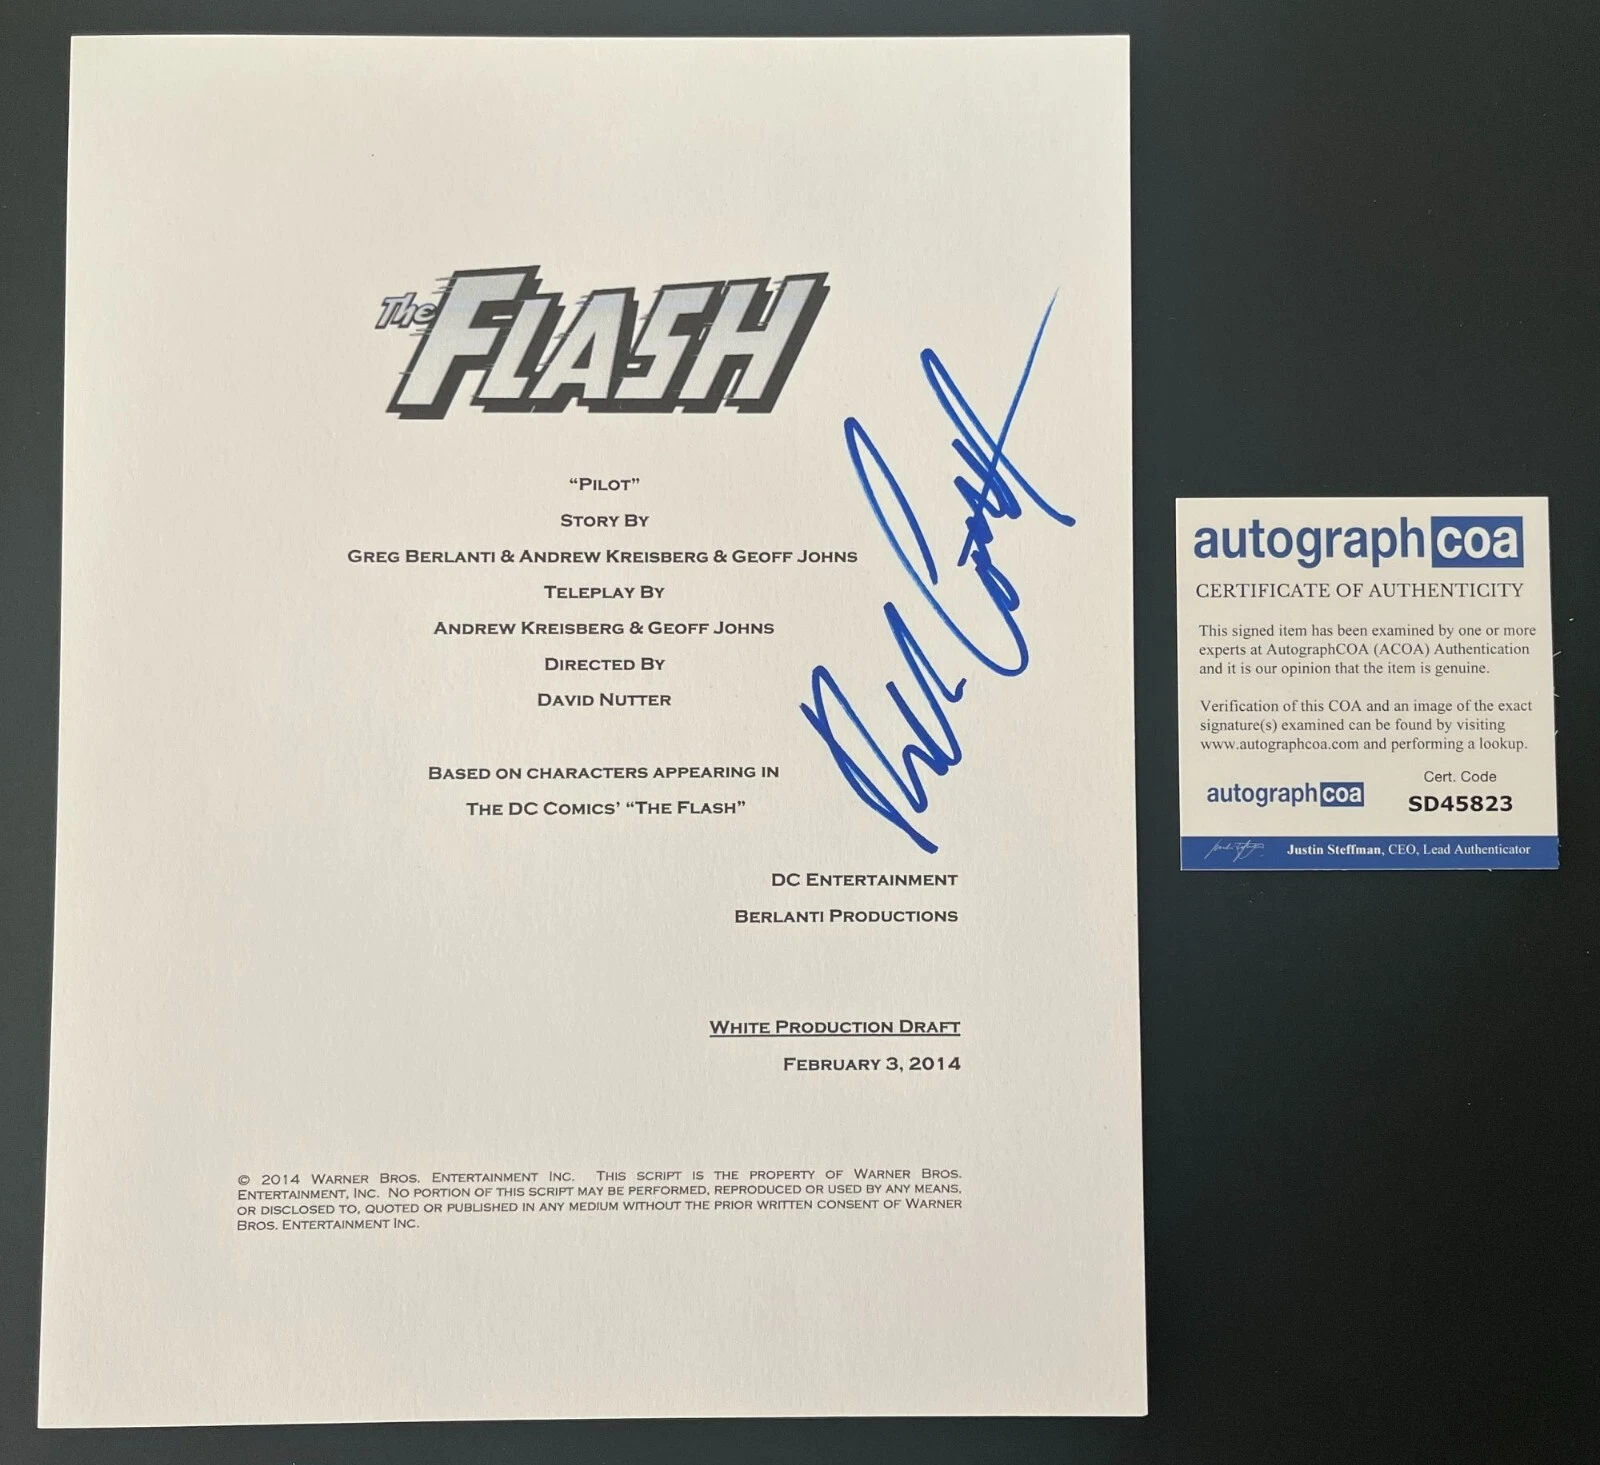 The FLASH
“PILOT”
STORY BY
GREG BERLANTI & ANDREW KREISBERG & GEOFF JOHNS
TELEPLAY BY
ANDREW KREISBERG & GEOFF JOHNS
DIRECTED BY
DAVID NUTTER
BASED ON CHARACTERS APPEARING IN
THE DC COMICS’ “THE FLASH”
DC ENTERTAINMENT
BERLANTI PRODUCTIONS
WHITE PRODUCTION DRAFT
FEBRUARY 3, 2014
© 2014 WARNER BROS. ENTERTAINMENT INC. THIS SCRIPT IS THE PROPERTY OF WARNER BROS.
ENTERTAINMENT, INC. NO PORTION OF THIS SCRIPT MAY BE PERFORMED, REPRODUCED OR USED BY ANY MEANS,
OR DISCLOSED TO, QUOTED OR PUBLISHED IN ANY MEDIUM WITHOUT THE PRIOR WRITTEN CONSENT OF WARNER
BROS. ENTERTAINMENT INC.
autograph coa
CERTIFICATE OF AUTHENTICITY
This signed item has been examined by one or more
experts at AutographCOA (ACOA) Authentication
and it is our opinion that the item is genuine.
Verification of this COA and an image of the exact
signature(s) examined can be found by visiting
www.autographcoa.com and performing a lookup.
autograph coa
Cert. Code
SD45823
Justin Steffman, CEO, Lead Authenticator